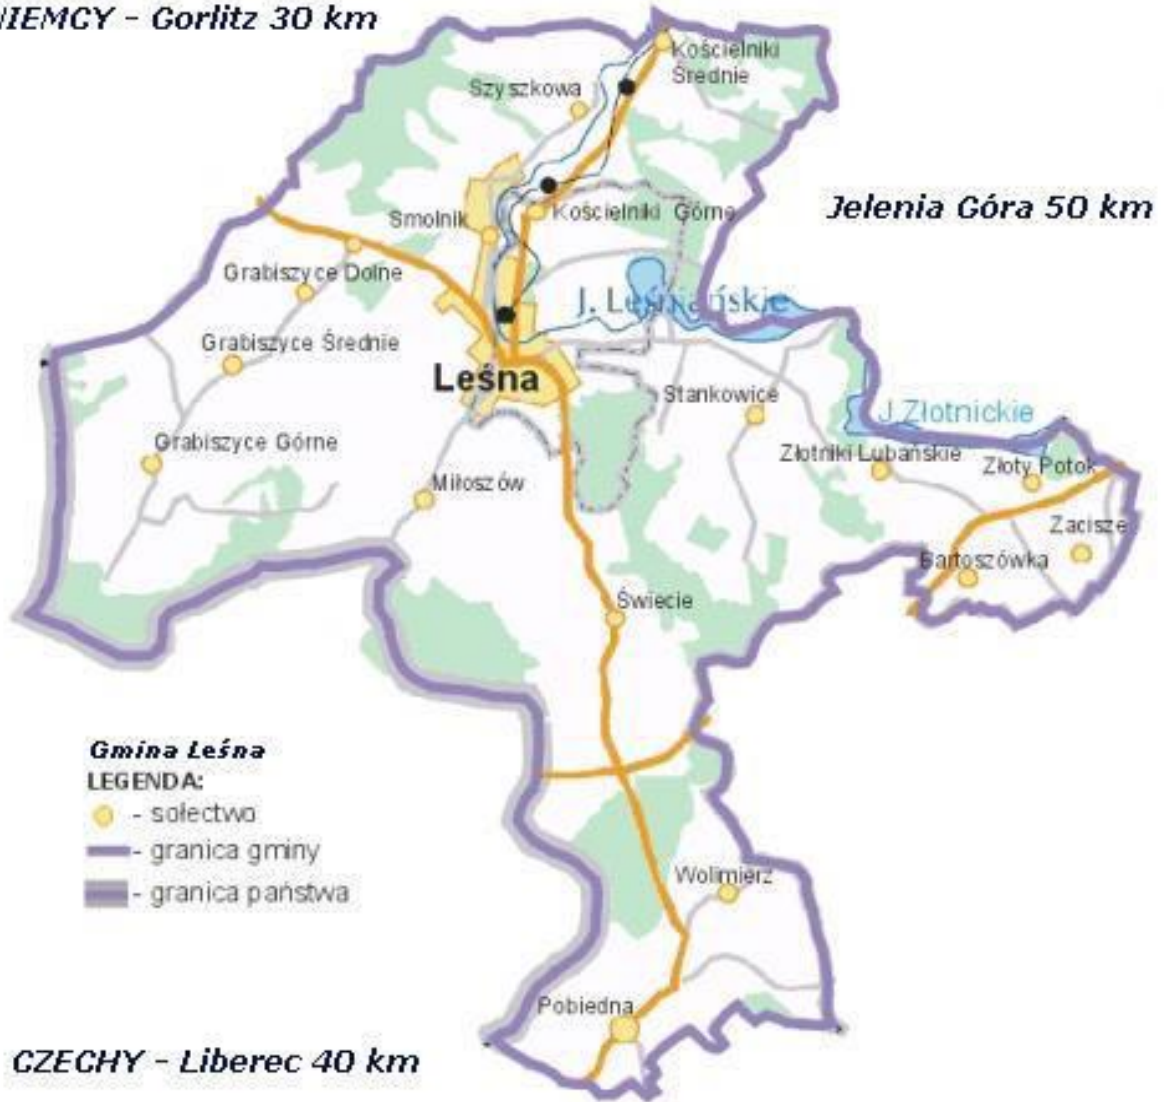 NIEMCY - Gorlitz 30 km
Kościelniki
Średnie
Szyszkowa
Jelenia Góra 50 km
Smolnik
Kościelniki Górne
Grabiszyce Dolne
J. Leśniańskie
Grabiszyce Średnie
Leśna
Stankowice
J.Złotnickie
Grabiszyce Górne
Złotniki Lubańskie
Złoty Potok
Miłoszów
Zacisze
Bartoszówka
Świecie
Gmina Leśna
LEGENDA:
- sołectwo
- granica gminy
- granica państwa
Wolimierz
Pobiedna
CZECHY - Liberec 40 km